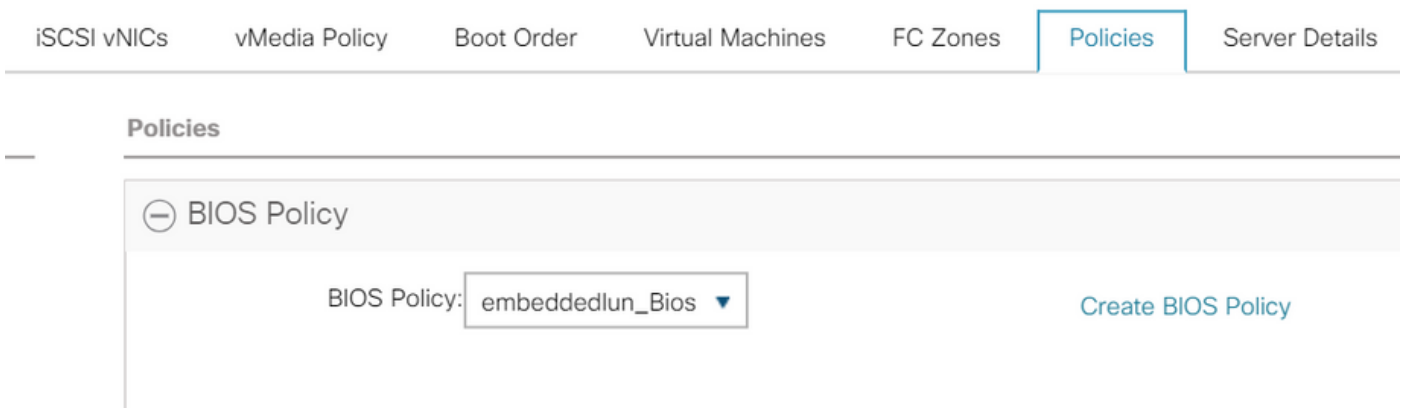 iSCSI vNICs vMedia Policy Boot Order Virtual Machines FC Zones Policies Server Details
Policies
BIOS Policy
BIOS Policy: embeddedlun_Bios Create BIOS Policy